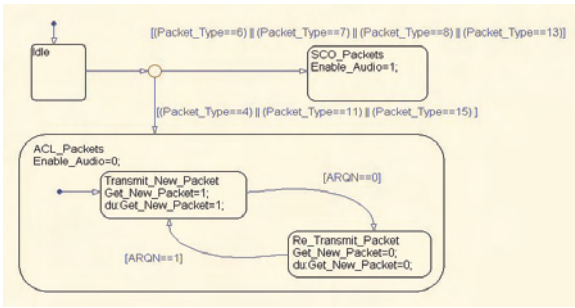 [(Packet_Type==6) || (Packet_Type==7) || (Packet_Type==8) || (Packet_Type==13)]
Idle
SCO_Packets
Enable_Audio=1;
[(Packet_Type==4) || (Packet_Type==11) || (Packet_Type==15) ]
ACL_Packets
Enable_Audio=0;
Transmit_New_Packet
Get_New_Packet=1;
du:Get_New_Packet=1;
[ARQN==0]
Re_Transmit_Packet
Get_New_Packet=0;
du:Get_New_Packet=0;
[ARQN==1]